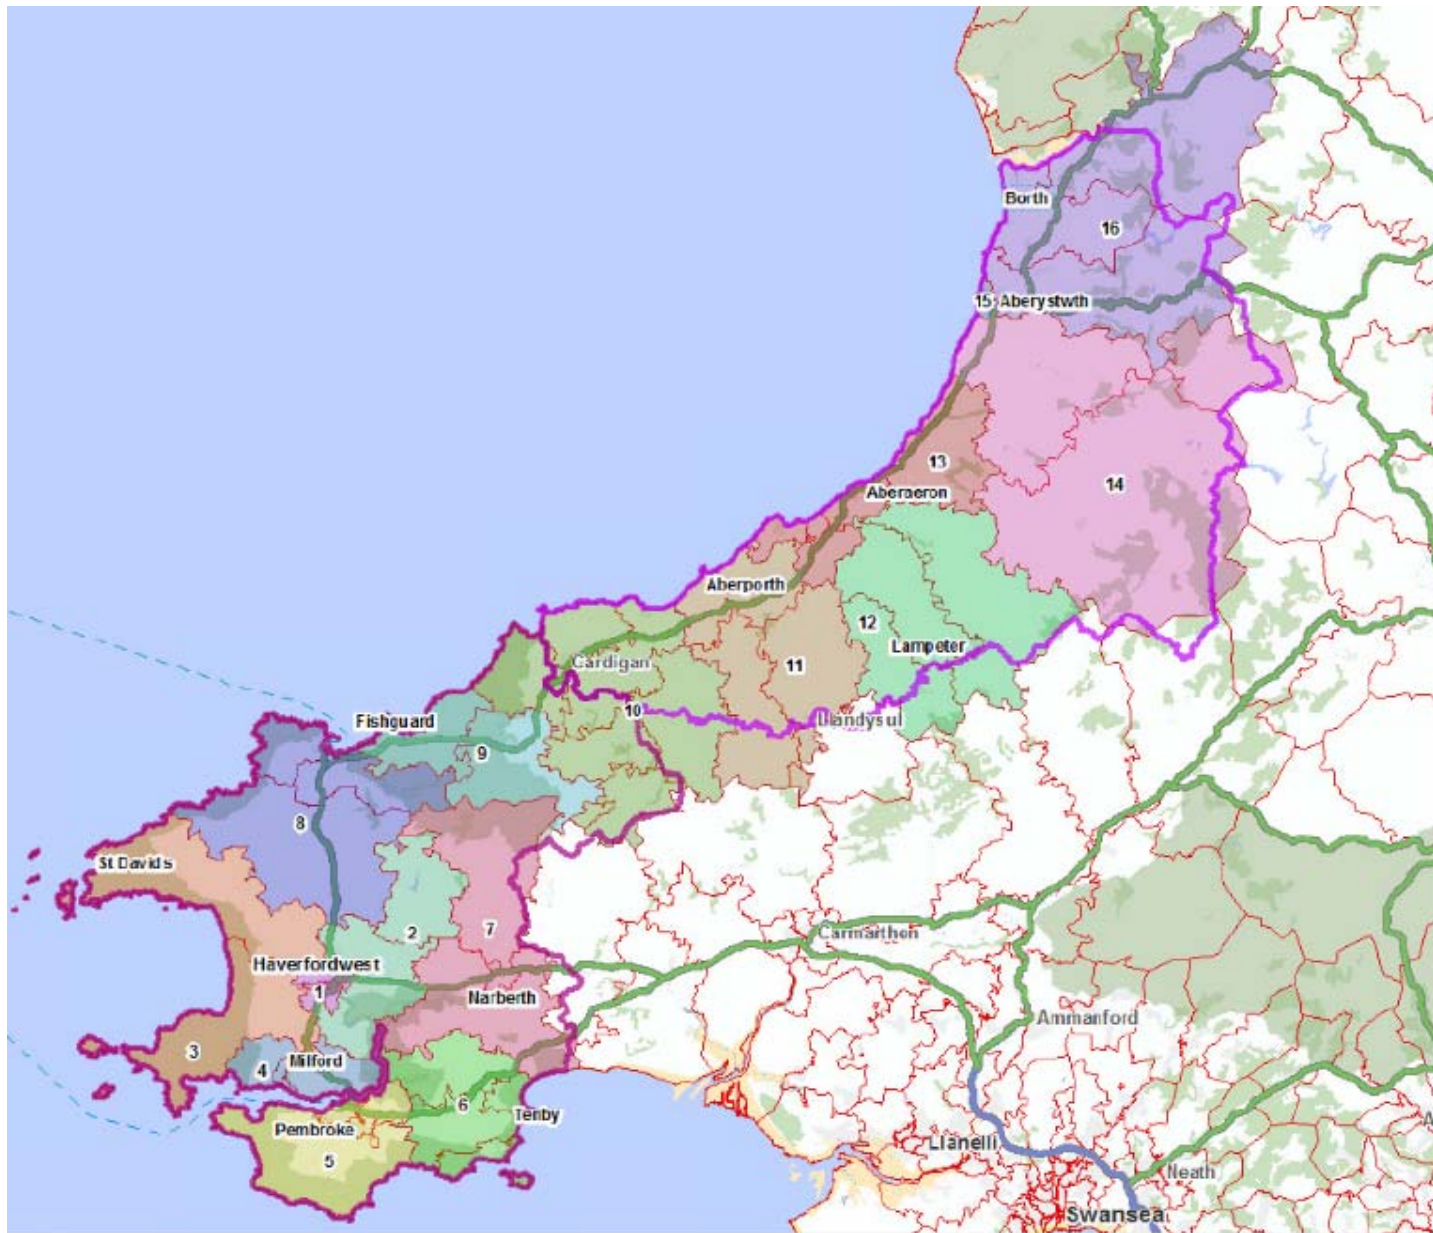 Borth
16
15 Aberystwth
13
Aberaeron
14
Aberporth
12
Lampeter
Cardigan
11
10
Llandysul
Fishguard
9
8
St Davids
2
7
Carmarthen
Haverfordwest
1
Narberth
Ammanford
3
4
Milford
6
Tenby
Pembroke
5
Llanelli
Neath
Swansea